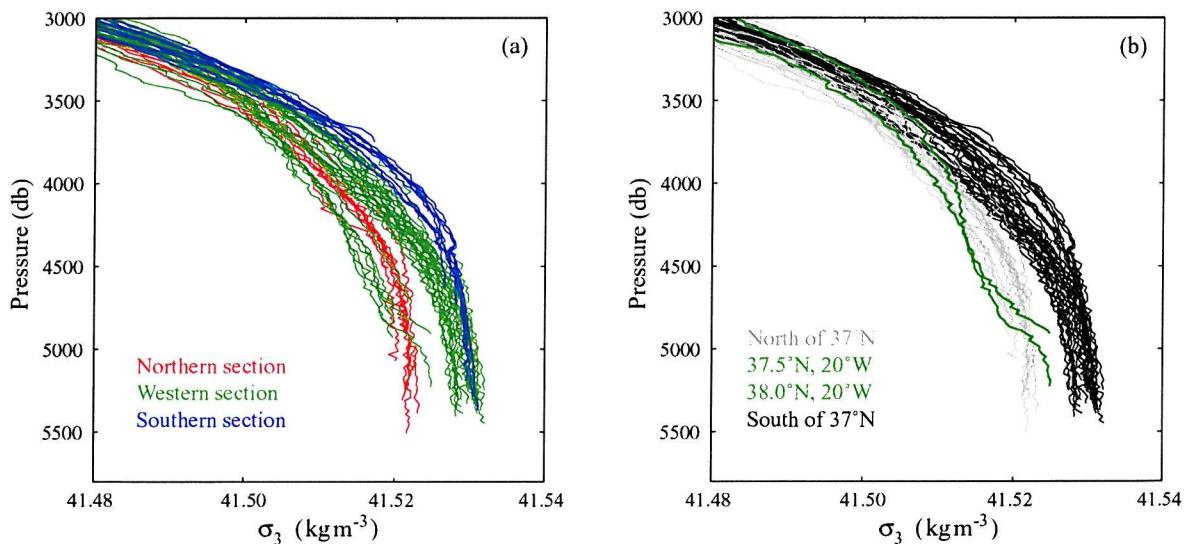 (a)
3000
3500
4000
4500
5000
5500
Pressure (db)
Northern section
Western section
Southern section
41.48
41.50
41.52
41.54
σ₃ (kgm⁻³)
(b)
3000
3500
4000
4500
5000
5500
Pressure (db)
North of 37°N
37.5°N, 20°W
38.0°N, 20°W
South of 37°N
41.48
41.50
41.52
41.54
σ₃ (kgm⁻³)